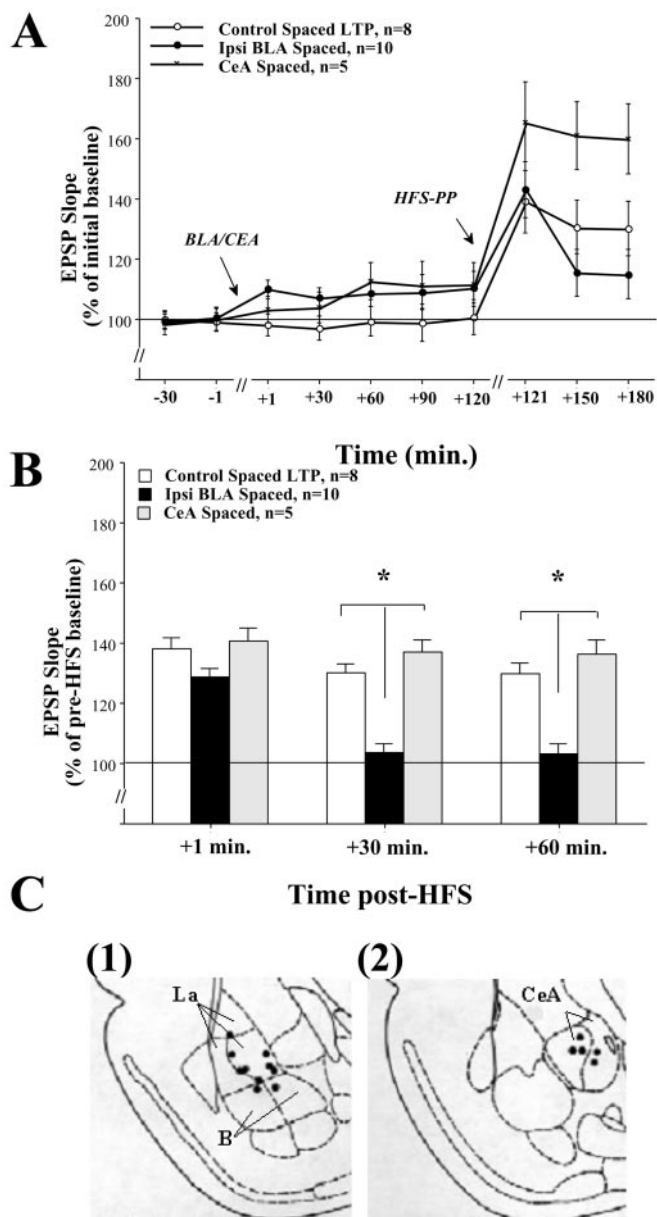 A
200
180
160
140
120
100
EPSP Slope
(% of initial baseline)
Control Spaced LTP, n=8
Ipsi BLA Spaced, n=10
CeA Spaced, n=5
BLA/CEA
HFS-PP
//
//
//
-30 -1 +1 +30 +60 +90 +120 +121 +150 +180
Time (min.)
B
200
180
160
140
120
100
EPSP Slope
(% of pre-HFS baseline)
Control Spaced LTP, n=8
Ipsi BLA Spaced, n=10
CeA Spaced, n=5
* *
//
+1 min. +30 min. +60 min.
Time post-HFS
C
(1) (2)
La
B
CeA